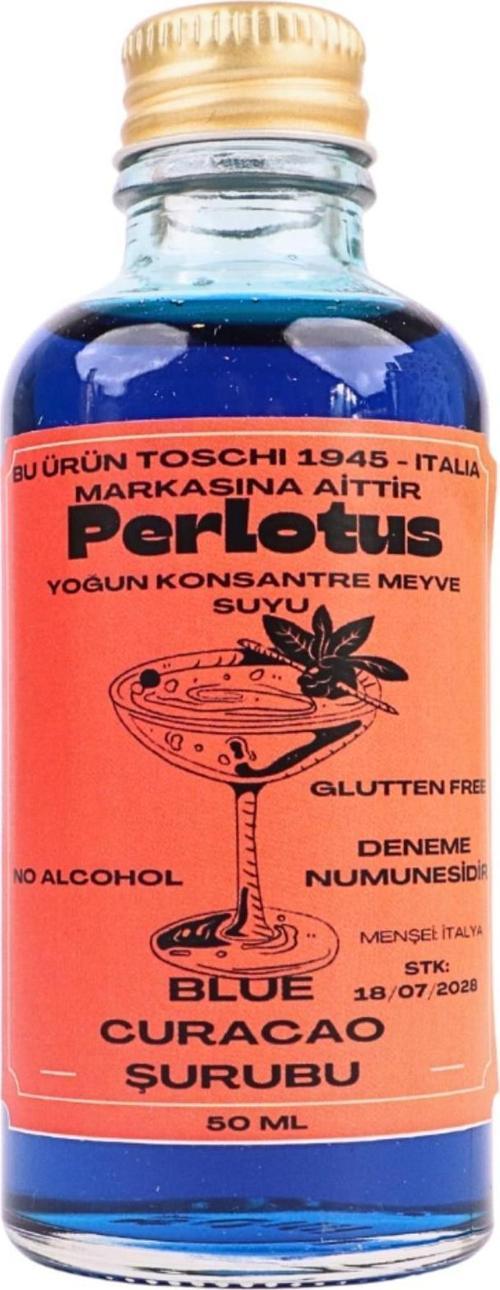 BU ÜRÜN TOSCHI 1945 - ITALIA
MARKASINA AİTTİR
PerLotus
YOĞUN KONSANTRE MEYVE
SUYU
GLUTTEN FREE
NO ALCOHOL
DENEME
NUMUNESİDİR
MENŞEİ: İTALYA
STK:
18/07/2028
BLUE
CURACAO
ŞURUBU
50 ML